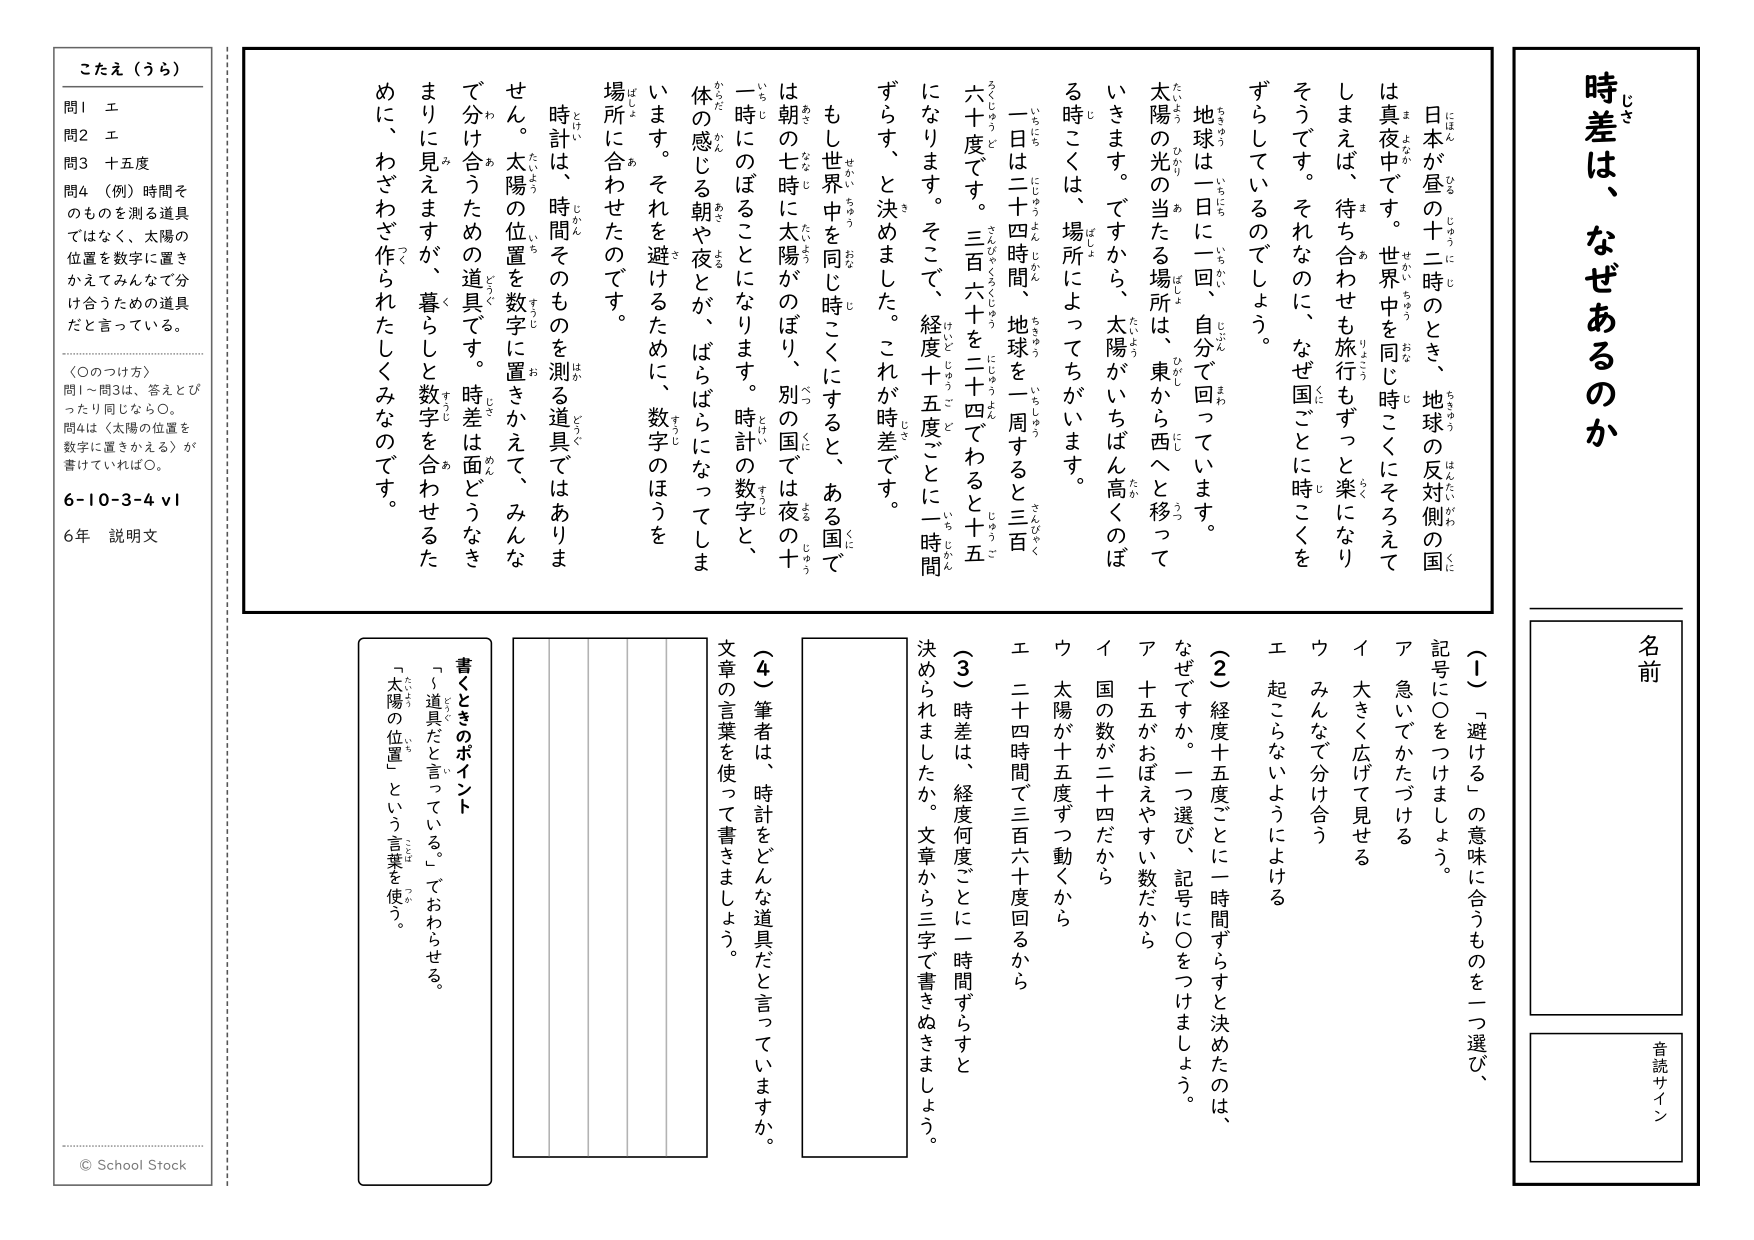 時差は、なぜあるのか
じさ
名前
音読サイン
日本が昼の十二時のとき、地球の反対側の国
は真夜中です。世界中を同じ時こくにそろえて
しまえば、待ち合わせも旅行もずっと楽になり
そうです。それなのに、なぜ国ごとに時こくを
ずらしているのでしょう。
地球は一日に一回、自分で回っています。
太陽の光の当たる場所は、東から西へと移って
いきます。ですから、太陽がいちばん高くのぼ
る時こくは、場所によってちがいます。
一日は二十四時間、地球を一周すると三百
六十度です。三百六十を二十四でわると十五
になります。そこで、経度十五度ごとに一時間
ずらす、と決めました。これが時差です。
もし世界中を同じ時こくにすると、ある国で
は朝の七時に太陽がのぼり、別の国では夜の十
一時にのぼることになります。時計の数字と、
体の感じる朝や夜とが、ばらばらになってしま
います。それを避けるために、数字のほうを
場所に合わせたのです。
時計は、時間そのものを測る道具ではありま
せん。太陽の位置を数字に置きかえて、みんな
で分け合うための道具です。時差は面どうなき
まりに見えますが、暮らしと数字を合わせるた
めに、わざわざ作られたしくみなのです。
（1）「避ける」の意味に合うものを一つ選び、
記号に〇をつけましょう。
ア 急いでかたづける
イ 大きく広げて見せる
ウ みんなで分け合う
エ 起こらないようによける
（2）経度十五度ごとに一時間ずらすと決めたのは、
なぜですか。一つ選び、記号に〇をつけましょう。
ア 十五がおぼえやすい数だから
イ 国の数が二十四だから
ウ 太陽が十五度ずつ動くから
エ 二十四時間で三百六十度回るから
（3）時差は、経度何度ごとに一時間ずらすと
決められましたか。文章から三字で書きぬきましょう。
（4）筆者は、時計をどんな道具だと言っていますか。
文章の言葉を使って書きましょう。
書くときのポイント
「〜道具だと言っている。」でおわらせる。
「太陽の位置」という言葉を使う。
こたえ（うら）
問1 エ
問2 エ
問3 十五度
問4 （例）時間そ
のものを測る道具
ではなく、太陽の
位置を数字に置き
かえてみんなで分
け合うための道具
だと言っている。
〈〇のつけ方〉
問1〜問3は、答えとぴ
ったり同じなら〇。
問4は〈太陽の位置を
数字に置きかえる〉が
書けていれば〇。
6-10-3-4 v1
6年 説明文
© School Stock